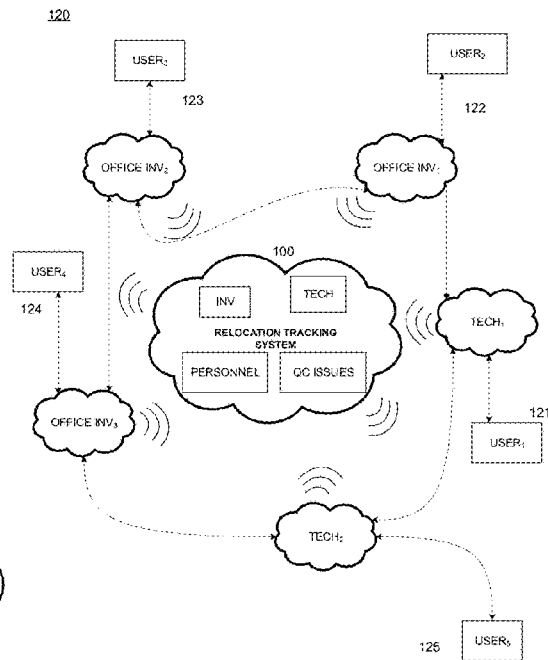 120
USER₃
USER₂
123
122
OFFICE INV₂
OFFICE INV₁
100
USER₄
INV
TECH
124
RELOCATION TRACKING
SYSTEM
TECH₁
PERSONNEL
QC ISSUES
OFFICE INV₃
121
USER₁
TECH₂
125
USER₅